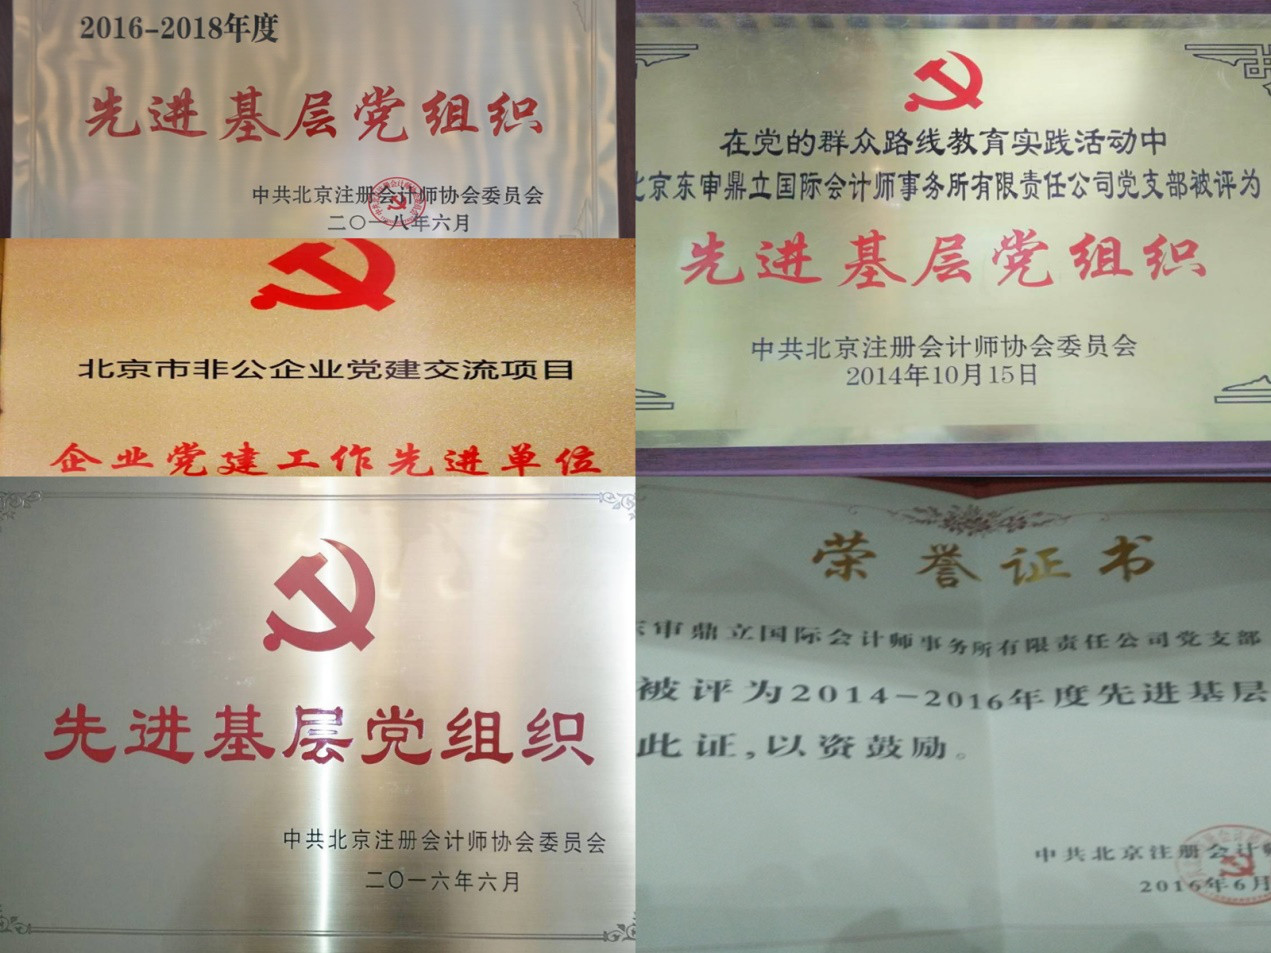 2016-2018年度
先进基层党组织
中共北京注册会计师协会委员会
二〇一八年六月
在党的群众路线教育实践活动中
北京东审鼎立国际会计师事务所有限责任公司党支部被评为
先进基层党组织
中共北京注册会计师协会委员会
2014年10月15日
北京市非公企业党建交流项目
企业党建工作先进单位
先进基层党组织
中共北京注册会计师协会委员会
二〇一六年六月
荣誉证书
东审鼎立国际会计师事务所有限责任公司党支部
被评为2014-2016年度先进基层
此证,以资鼓励。
中共北京注册会计师
2016年6月